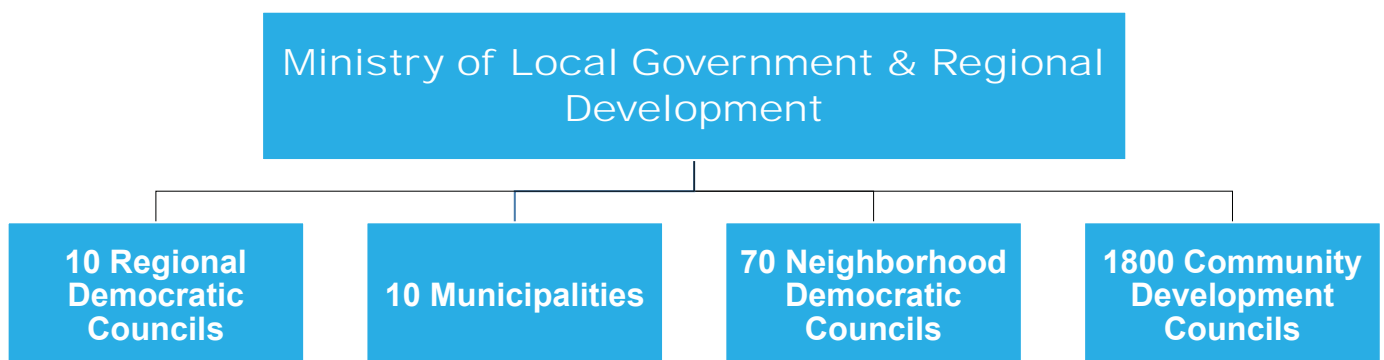 Ministry of Local Government & Regional
Development
10 Regional
Democratic
Councils
10 Municipalities
70 Neighborhood
Democratic
Councils
1800 Community
Development
Councils